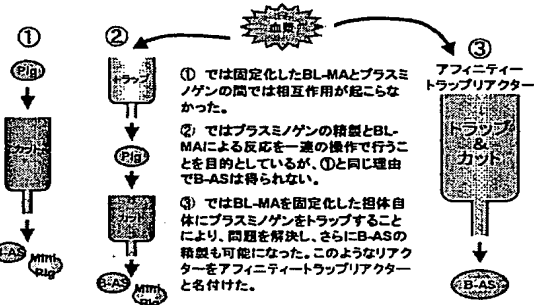 血漿
①
②
③
アフィニティー
トラップリアクター
Plg
トラップ
カット
Plg
カット
トラップ
&
カット
B-AS
Mini-
Plg
B-AS
Mini-
Plg
B-AS
① では固定化したBL-MAとプラスミ
ノゲンの間では相互作用が起こらな
かった。
② ではプラスミノゲンの精製とBL-
MAによる反応を一連の操作で行うこ
とを目的としているが、①と同じ理由
でB-ASは得られない。
③ ではBL-MAを固定化した担体自
体にプラスミノゲンをトラップすること
により、問題を解決し、さらにB-ASの
精製も可能になった。このようなリアク
ターをアフィニティートラップリアクター
と名付けた。